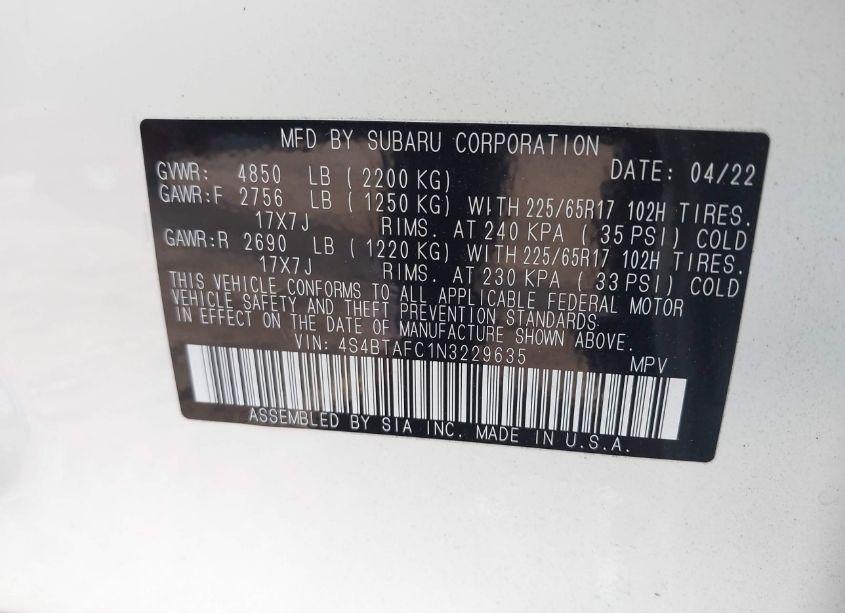 MFD BY SUBARU CORPORATION
GVWR: 4850 LB ( 2200 KG) DATE: 04/22
GAWR:F 2756 LB ( 1250 KG) WITH 225/65R17 102H TIRES.
17X7J RIMS. AT 240 KPA ( 35 PSI) COLD
GAWR:R 2690 LB ( 1220 KG) WITH 225/65R17 102H TIRES.
17X7J RIMS. AT 230 KPA ( 33 PSI) COLD
THIS VEHICLE CONFORMS TO ALL APPLICABLE FEDERAL MOTOR
VEHICLE SAFETY AND THEFT PREVENTION STANDARDS
IN EFFECT ON THE DATE OF MANUFACTURE SHOWN ABOVE.
VIN: 4S4BTAFC1N3229635 MPV
ASSEMBLED BY SIA INC. MADE IN U.S.A.